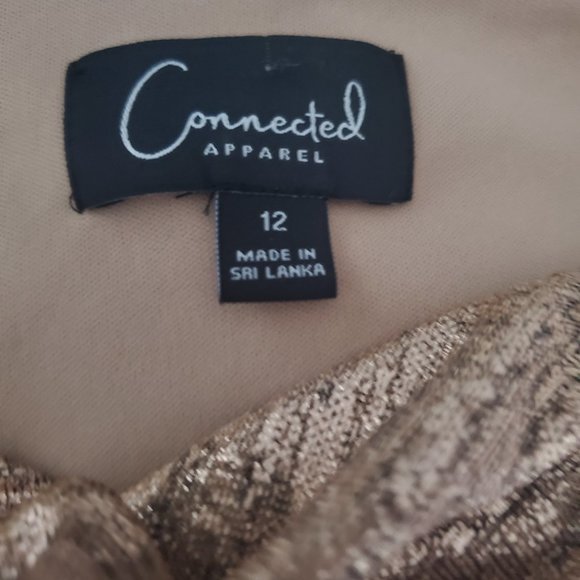 Connected
APPAREL
12
MADE IN
SRI LANKA